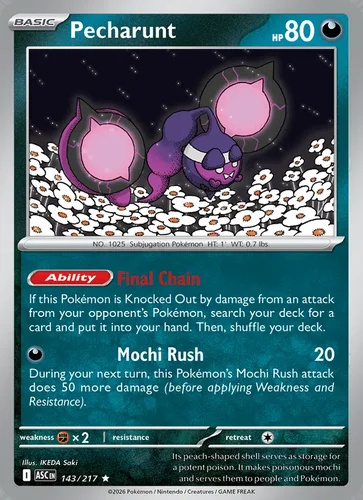 BASIC
Pecharunt
HP 80
NO. 1025 Subjugation Pokémon HT: 1' WT: 0.7 lbs.
Ability Final Chain
If this Pokémon is Knocked Out by damage from an attack
from your opponent's Pokémon, search your deck for a
card and put it into your hand. Then, shuffle your deck.
Mochi Rush 20
During your next turn, this Pokémon's Mochi Rush attack
does 50 more damage (before applying Weakness and
Resistance).
weakness ×2 resistance retreat
Illus. IKEDA Saki
I ASC EN 143/217 ★
Its peach-shaped shell serves as storage for
a potent poison. It makes poisonous mochi
and serves them to people and Pokémon.
©2026 Pokémon / Nintendo / Creatures / GAME FREAK